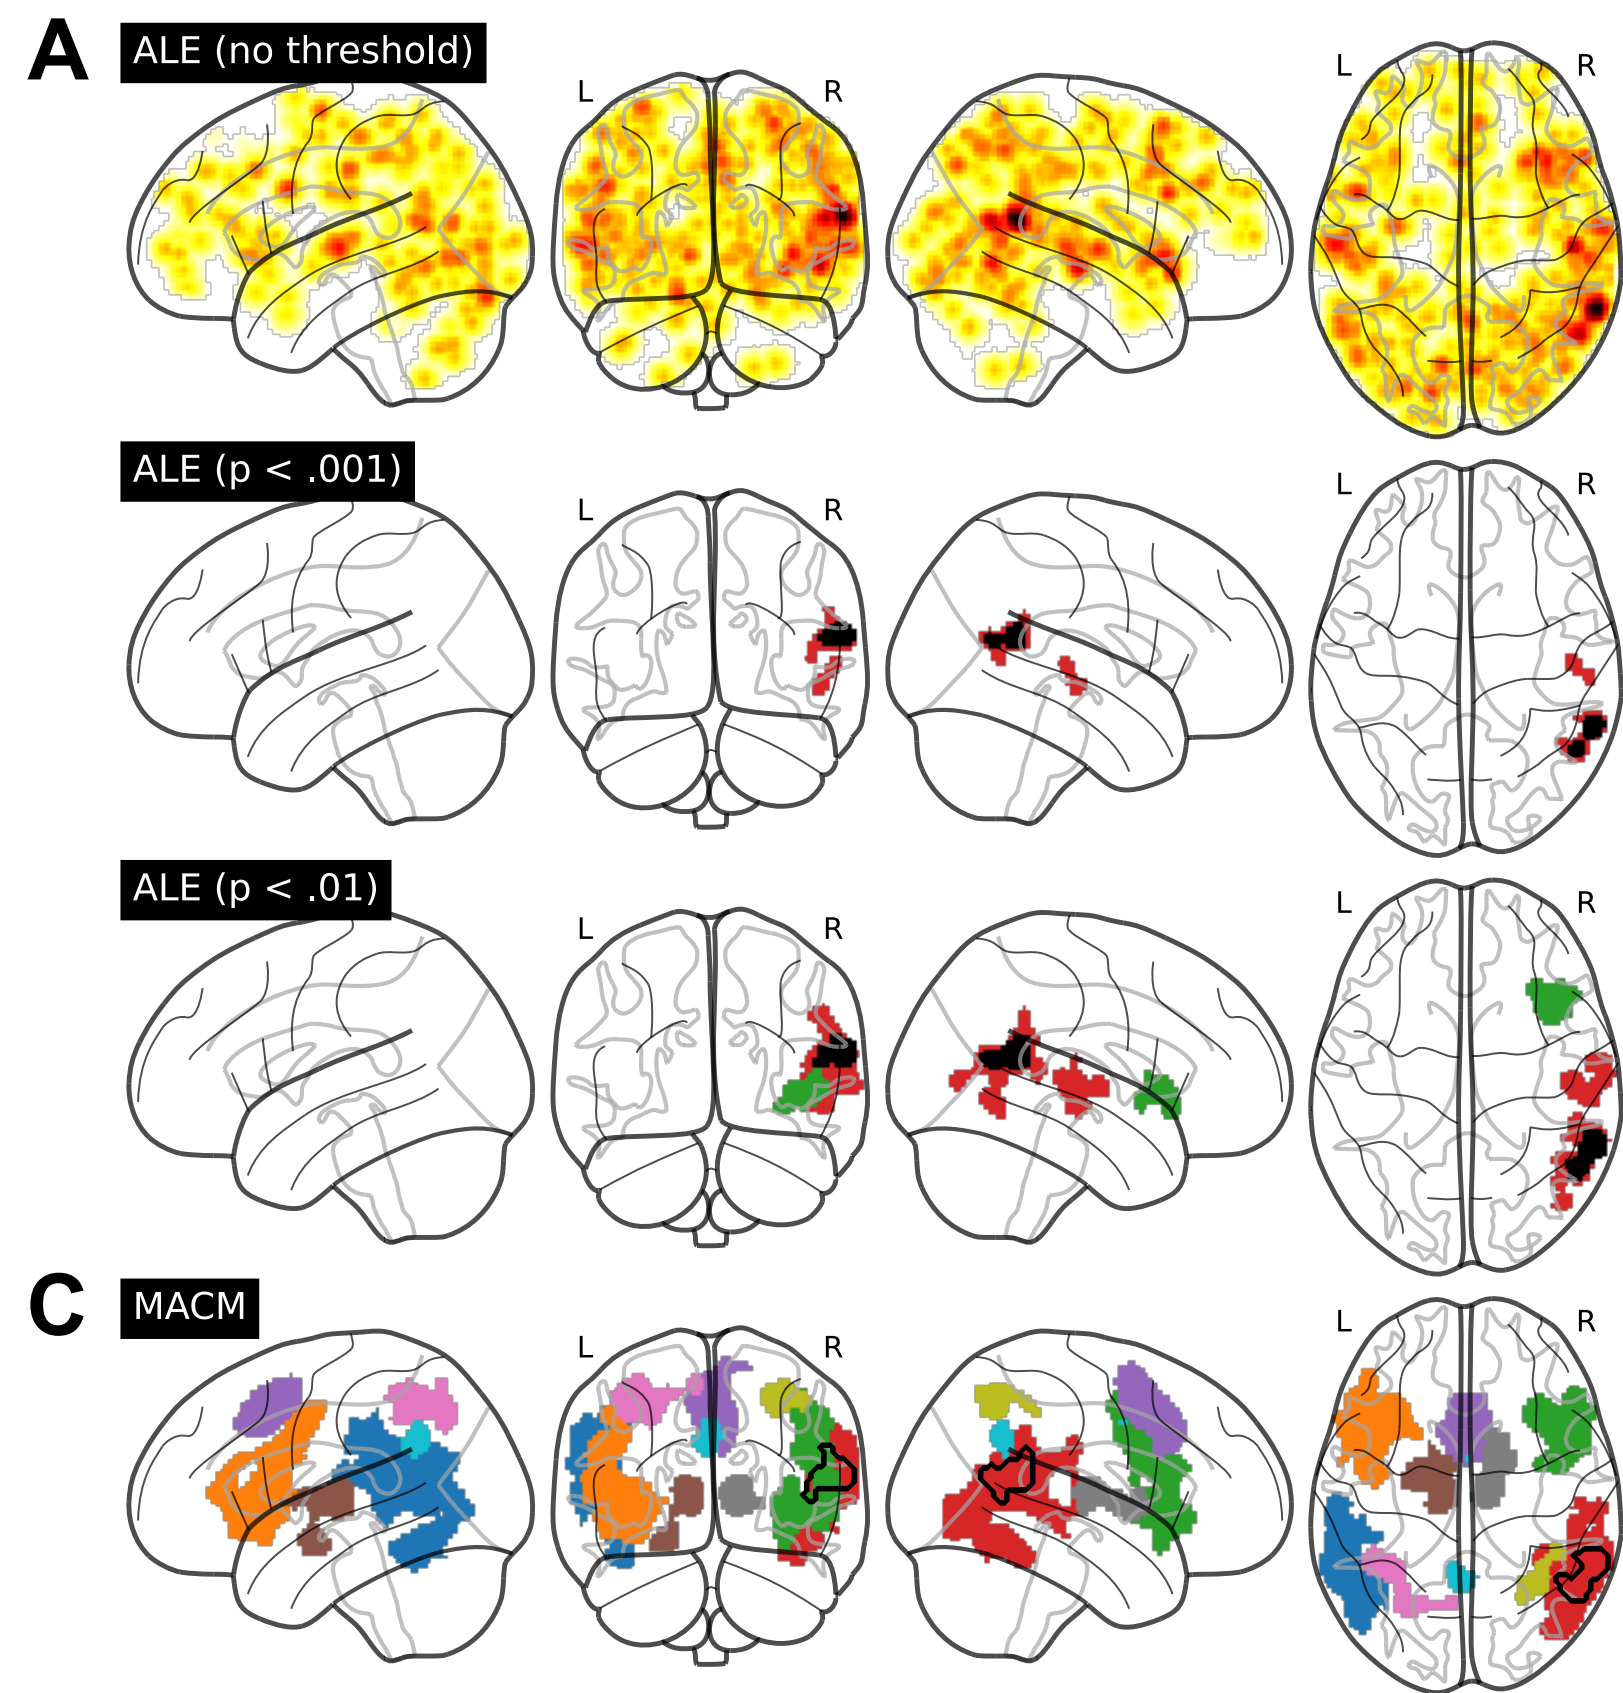 A
ALE (no threshold)
L R
L R
ALE (p < .001)
L R
L R
ALE (p < .01)
L R
L R
C
MACM
L R
L R